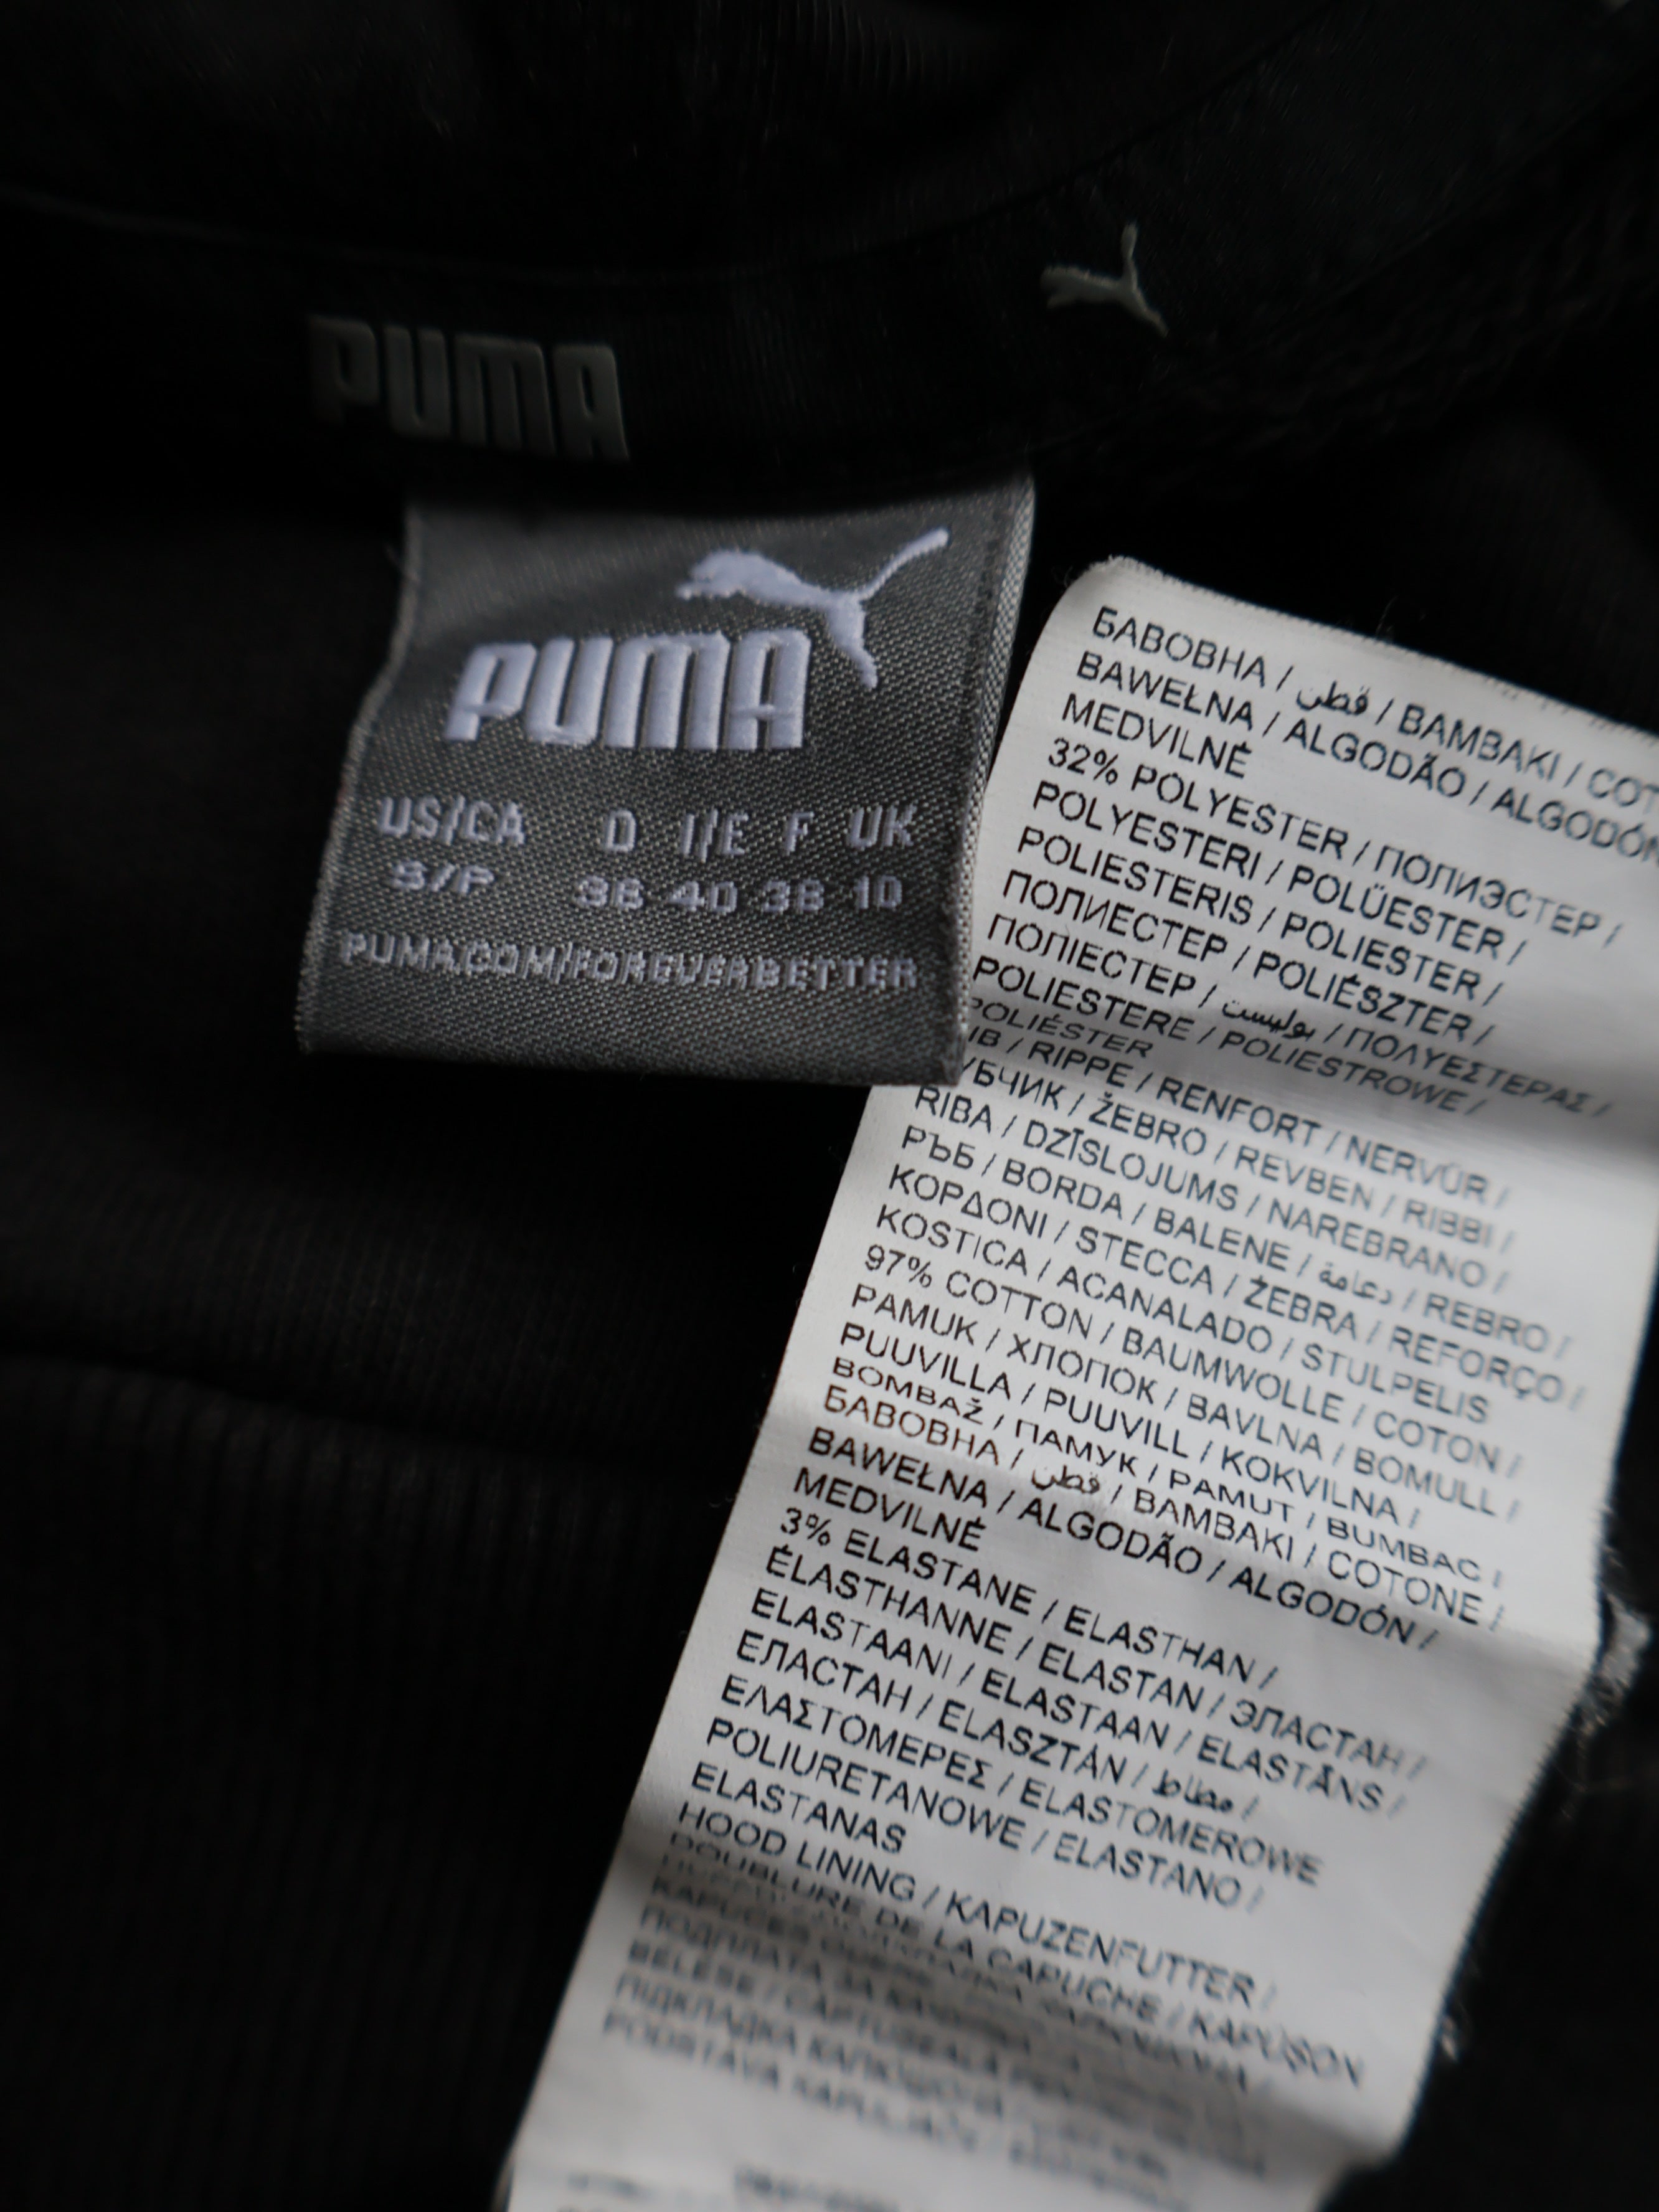 PUMA
PUMA
US/CA D I/E F UK
S/P 38 40 38 10
PUMA.COM/FOREVERBETTER
БАВОВНА / قطن / BAMBAKI /
BAWEŁNA / ALGODÃO / ALGODÓN
MEDVILNĖ
32% POLYESTER / ПОЛИЭСТЕР /
POLYESTERI / POLÜESTER /
POLIESTERIS / POLIESTER /
ПОЛИЕСТЕР / POLIÉSZTER /
ПОЛІЕСТЕР / بوليستر / ΠΟΛΥΕΣΤΕΡΑΣ /
POLIESTERE / POLIESTROWE /
POLIÉSTER
/ RIPPE / RENFORT / NERVÜR /
/ ŽEBRO / REVBEN / RIBBI /
RIBA / DZĪSLOJUMS / NAREBRANO /
РЪБ / BORDA / BALENE / دعامة / REBRO /
ΚΟΡΔΟΝΙ / STECCA / ŽEBRA / REFORÇO /
KOSTICA / ACANALADO / STULPELIS
97% COTTON / BAUMWOLLE / COTON /
PAMUK / ХЛОПОК / BAVLNA / BOMULL /
PUUVILLA / PUUVILL / KOKVILNA /
BOMBAŽ / ПАМУК / PAMUT / BUMBAC /
БАВОВНА / قطن / BAMBAKI / COTONE /
BAWEŁNA / ALGODÃO / ALGODÓN /
MEDVILNĖ
3% ELASTANE / ELASTHAN /
ÉLASTHANNE / ELASTAN / ЭЛАСТАН /
ELASTAANI / ELASTAAN / ELASTĀNS /
ЕЛАСТАН / ELASZTÁN / مطاط /
ΕΛΑΣΤΟΜΕΡΕΣ / ELASTOMEROWE
POLIURETANOWE / ELASTANO /
ELASTANAS
HOOD LINING / KAPUZENFUTTER /
DOUBLURE DE LA CAPUCHE / KAPÜŞON